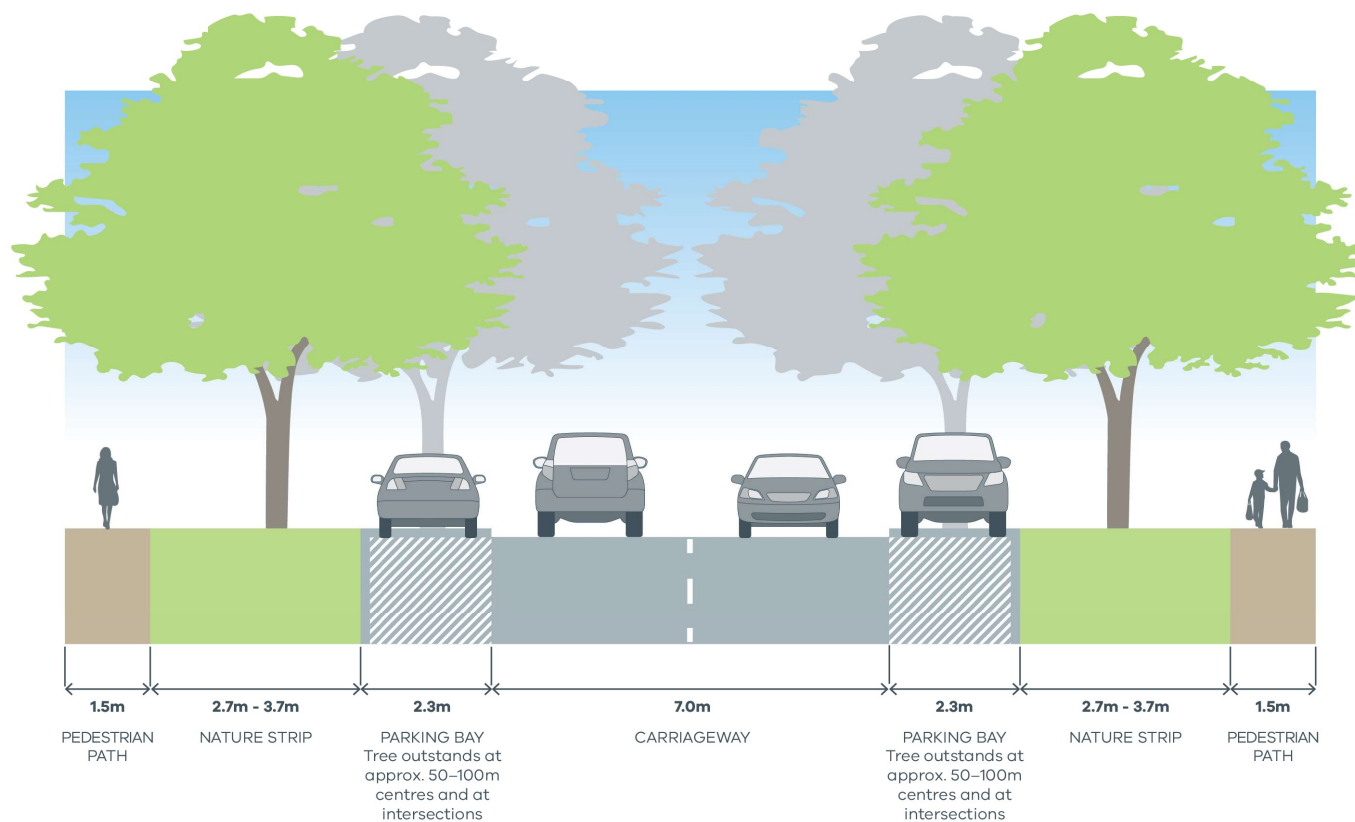 1.5m
2.7m - 3.7m
2.3m
7.0m
2.3m
2.7m - 3.7m
1.5m
PEDESTRIAN
PATH
NATURE STRIP
PARKING BAY
Tree outstands at
approx. 50–100m
centres and at
intersections
CARRIAGEWAY
PARKING BAY
Tree outstands at
approx. 50–100m
centres and at
intersections
NATURE STRIP
PEDESTRIAN
PATH